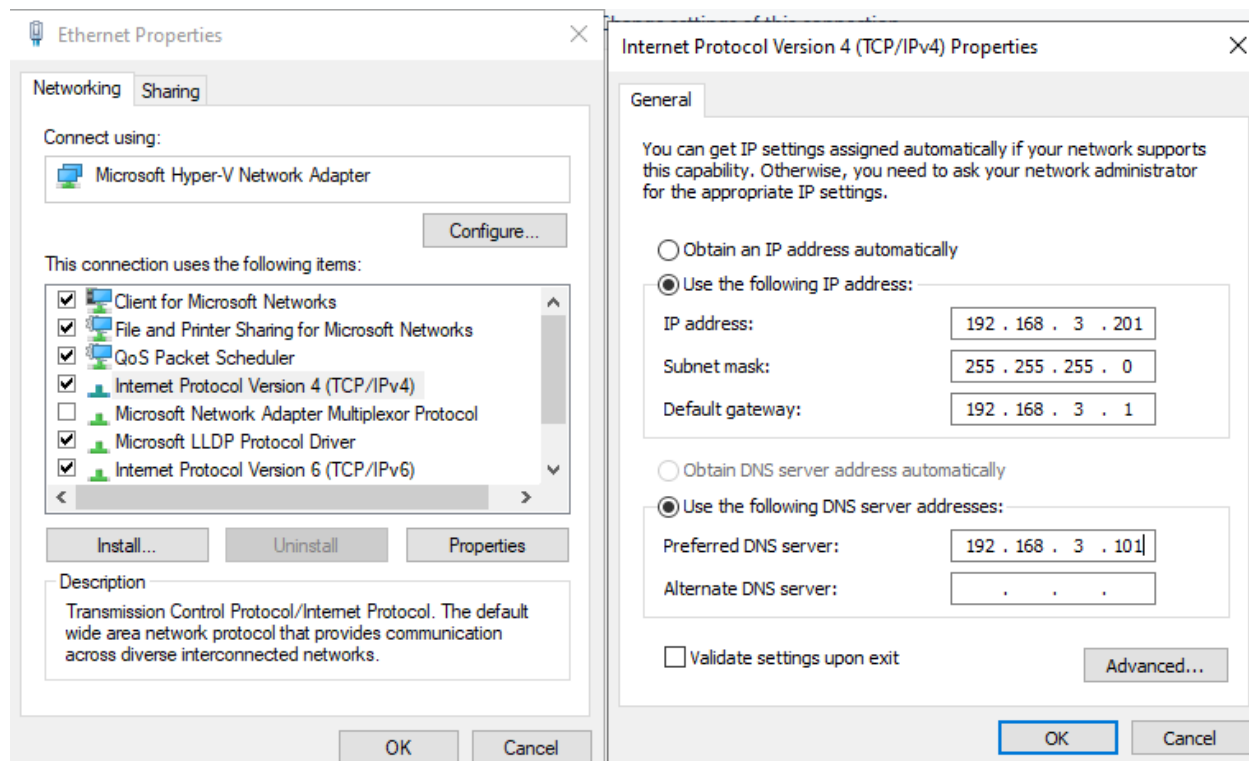 Ethernet Properties
Networking
Sharing
Connect using:
Microsoft Hyper-V Network Adapter
Configure...
This connection uses the following items:
Client for Microsoft Networks
File and Printer Sharing for Microsoft Networks
QoS Packet Scheduler
Internet Protocol Version 4 (TCP/IPv4)
Microsoft Network Adapter Multiplexor Protocol
Microsoft LLDP Protocol Driver
Internet Protocol Version 6 (TCP/IPv6)
Install...
Uninstall
Properties
Description
Transmission Control Protocol/Internet Protocol. The default
wide area network protocol that provides communication
across diverse interconnected networks.
OK
Cancel
Change settings of this connection
Internet Protocol Version 4 (TCP/IPv4) Properties
General
You can get IP settings assigned automatically if your network supports
this capability. Otherwise, you need to ask your network administrator
for the appropriate IP settings.
Obtain an IP address automatically
Use the following IP address:
IP address: 192 . 168 . 3 . 201
Subnet mask: 255 . 255 . 255 . 0
Default gateway: 192 . 168 . 3 . 1
Obtain DNS server address automatically
Use the following DNS server addresses:
Preferred DNS server: 192 . 168 . 3 . 101
Alternate DNS server: . . .
Validate settings upon exit
Advanced...
OK
Cancel